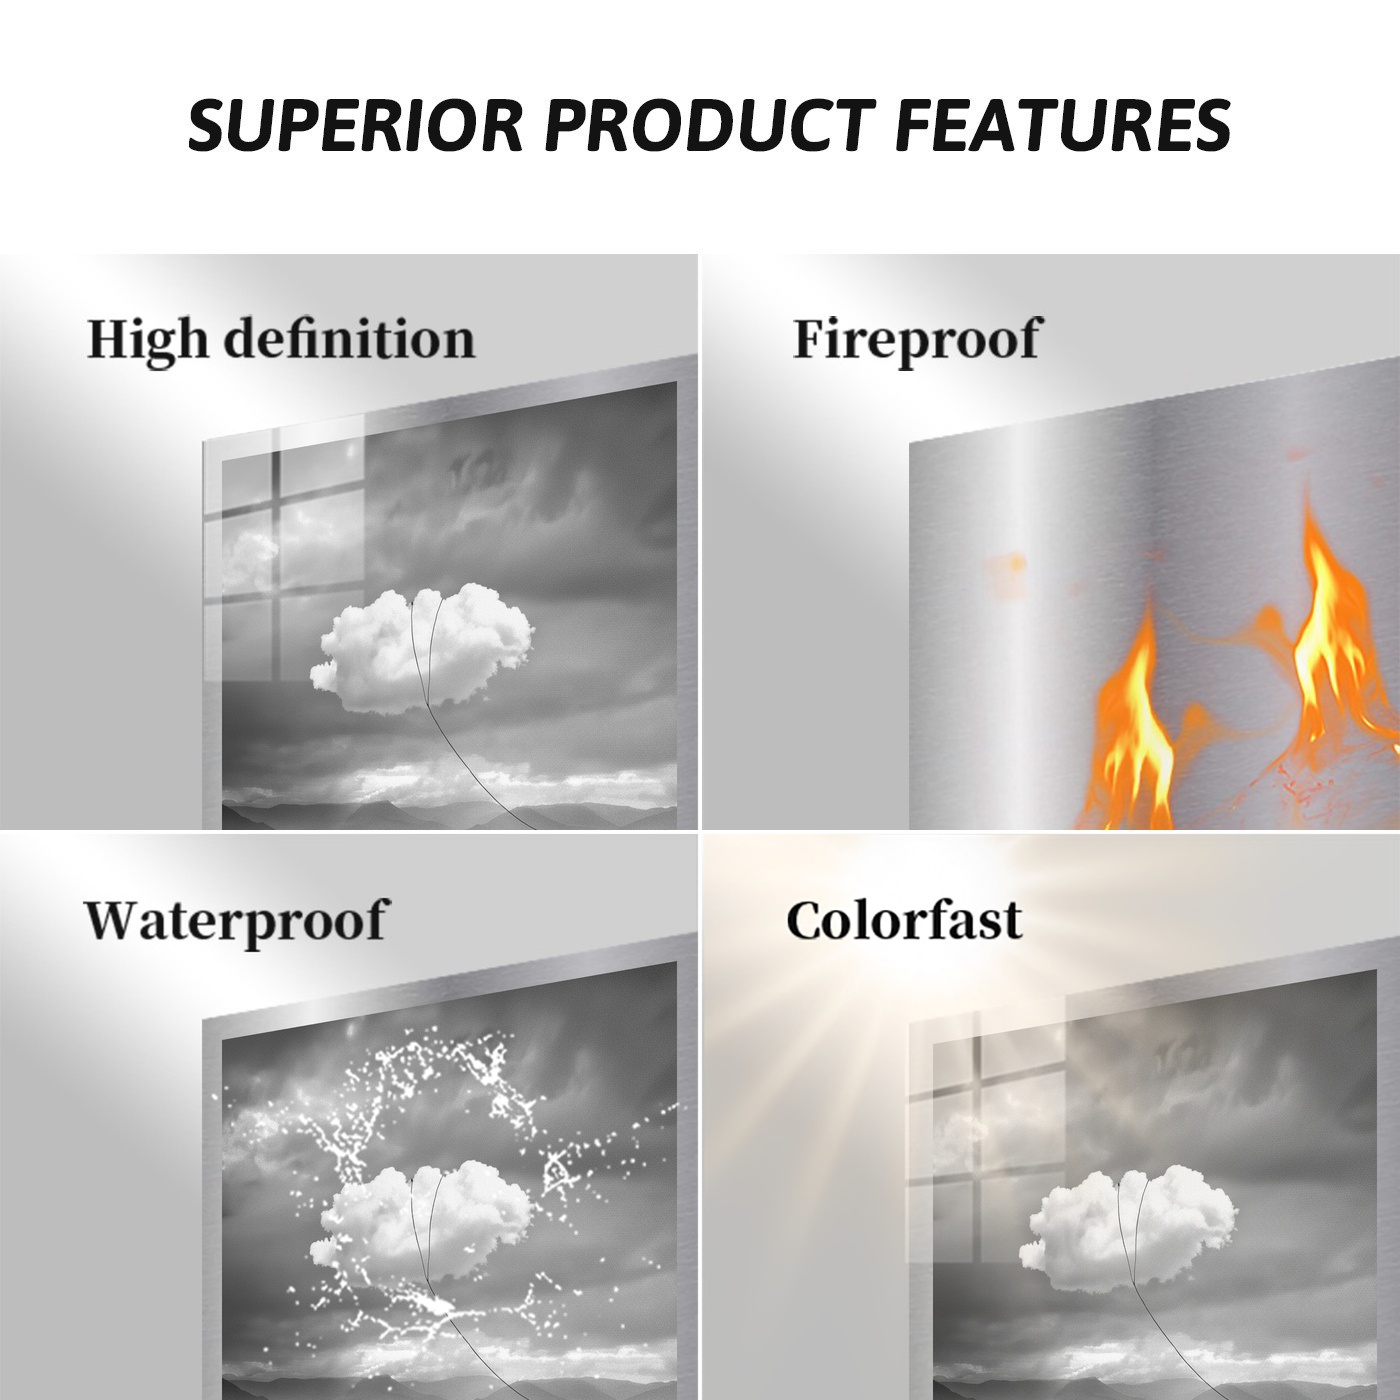 SUPERIOR PRODUCT FEATURES
High definition
Fireproof
Waterproof
Colorfast